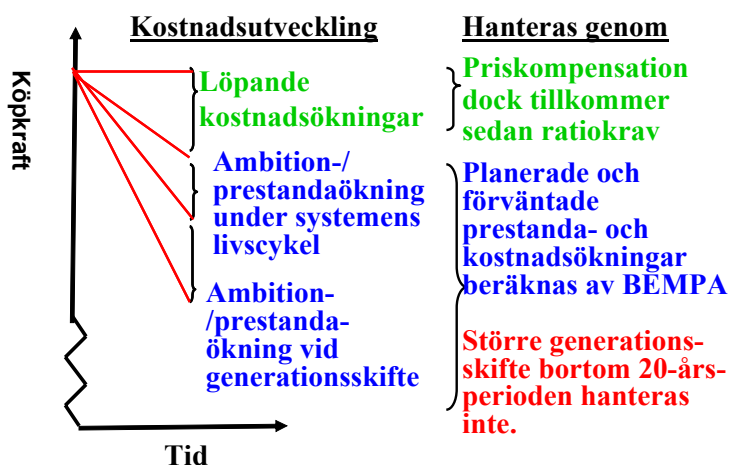 Kostnadsutveckling
Hanteras genom
Köpkraft
Löpande
kostnadsökningar
Ambition-/
prestandaökning
under systemens
livscykel
Ambition-
/prestanda-
ökning vid
generationsskifte
Priskompensation
dock tillkommer
sedan ratiokrav
Planerade och
förväntade
prestanda- och
kostnadsökningar
beräknas av BEMPA
Större generations-
skifte bortom 20-års-
perioden hanteras
inte.
Tid